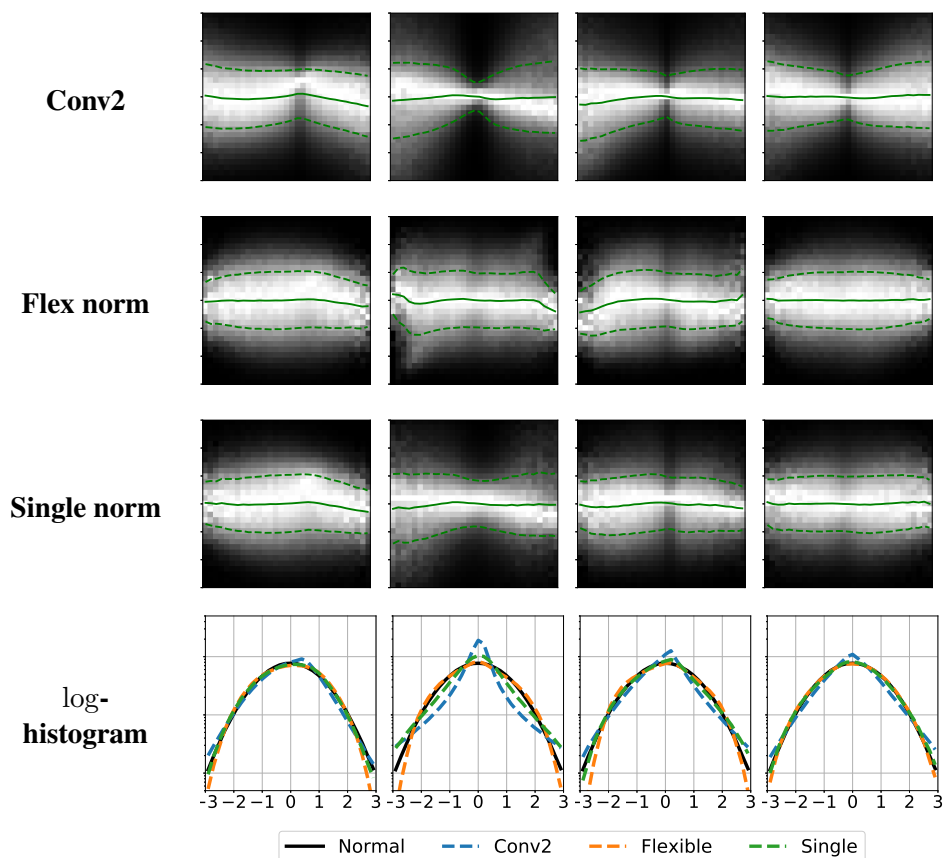 Conv2
Flex norm
Single norm
log-
histogram
-3 -2 -1 0 1 2 3 -3 -2 -1 0 1 2 3 -3 -2 -1 0 1 2 3 -3 -2 -1 0 1 2 3
Normal Conv2 Flexible Single